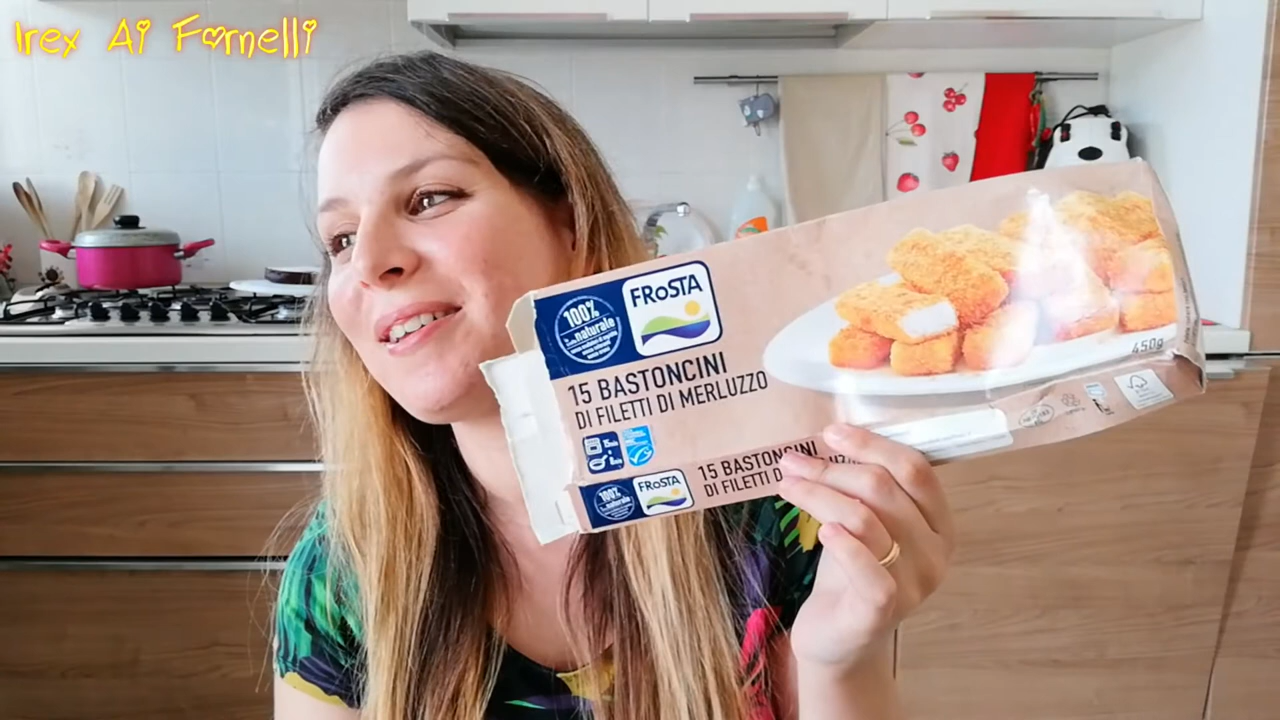 Irex Ai Fornelli
100%
naturale
FRoSTA
15 BASTONCINI
DI FILETTI DI MERLUZZO
450g
100%
naturale
FRoSTA
15 BASTONCINI
DI FILETTI D